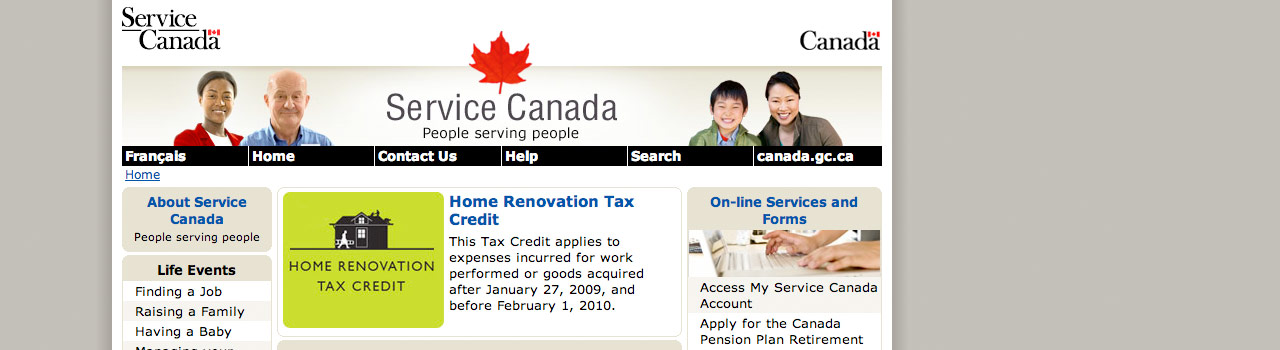 Service
Canada
Canada
Service Canada
People serving people
Français Home Contact Us Help Search canada.gc.ca
Home
About Service
Canada
People serving people
Life Events
Finding a Job
Raising a Family
Having a Baby
Managing your
HOME RENOVATION
TAX CREDIT
Home Renovation Tax
Credit
This Tax Credit applies to
expenses incurred for work
performed or goods acquired
after January 27, 2009, and
before February 1, 2010.
On-line Services and
Forms
Access My Service Canada
Account
Apply for the Canada
Pension Plan Retirement